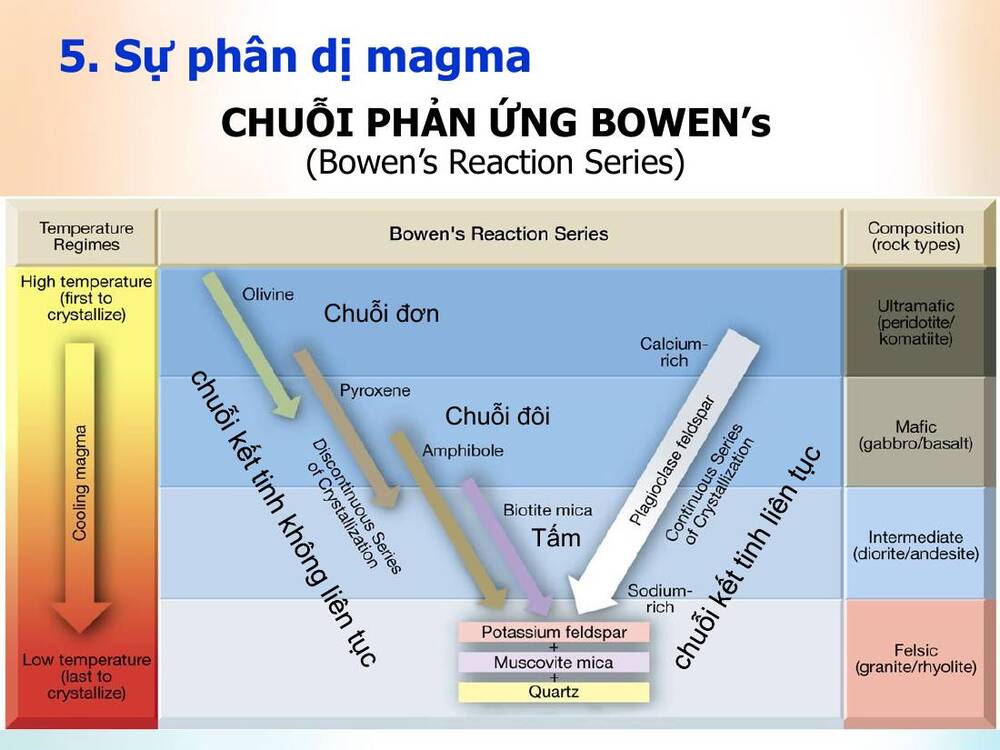 5. Sự phân dị magma
CHUỖI PHẢN ỨNG BOWEN’s
(Bowen’s Reaction Series)
Temperature
Regimes
Bowen's Reaction Series
Composition
(rock types)
High temperature
(first to
crystallize)
Cooling magma
Low temperature
(last to
crystallize)
Olivine
Chuỗi đơn
Pyroxene
Chuỗi đôi
Amphibole
Biotite mica
Tấm
chuỗi kết tinh không liên tục
Discontinuous Series
of Crystallization
Calcium-
rich
Plagioclase feldspar
Continuous Series
of Crystallization
chuỗi kết tinh liên tục
Sodium-
rich
Potassium feldspar
+
Muscovite mica
+
Quartz
Ultramafic
(peridotite/
komatiite)
Mafic
(gabbro/basalt)
Intermediate
(diorite/andesite)
Felsic
(granite/rhyolite)